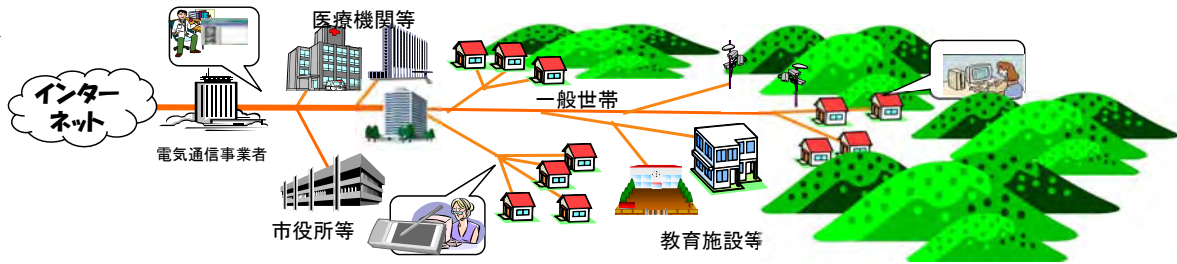 医療機関等
インター
ネット
一般世帯
電気通信事業者
市役所等
教育施設等